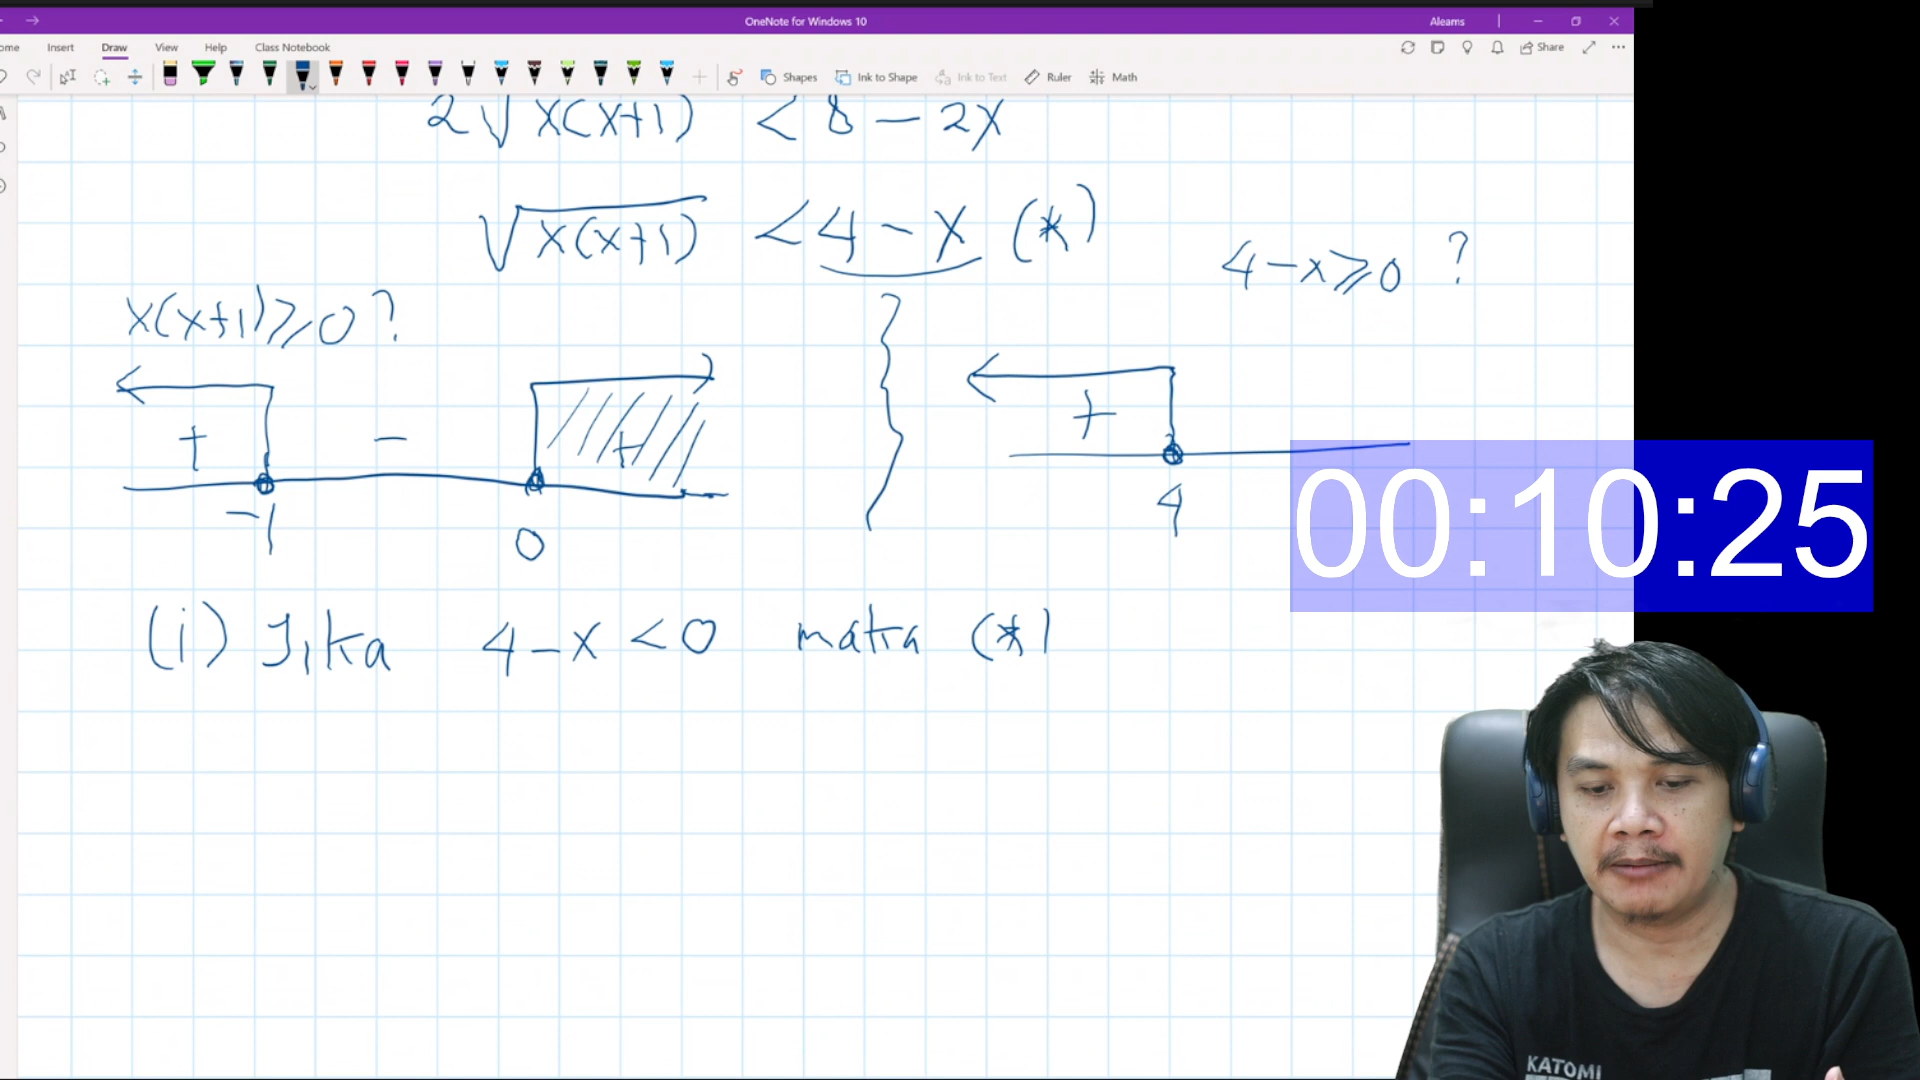 OneNote for Windows 10
Aleams
ome Insert Draw View Help Class Notebook
Share
Shapes Ink to Shape Ink to Text Ruler Math
2√x(x+1) < 8 - 2x
√x(x+1) < 4 - x (*)
4-x≥0 ?
x(x+1)≥0?
+ - +
-1 0
+
4
00:10:25
(i) Jika 4-x<0 maka (*)
KATOMI